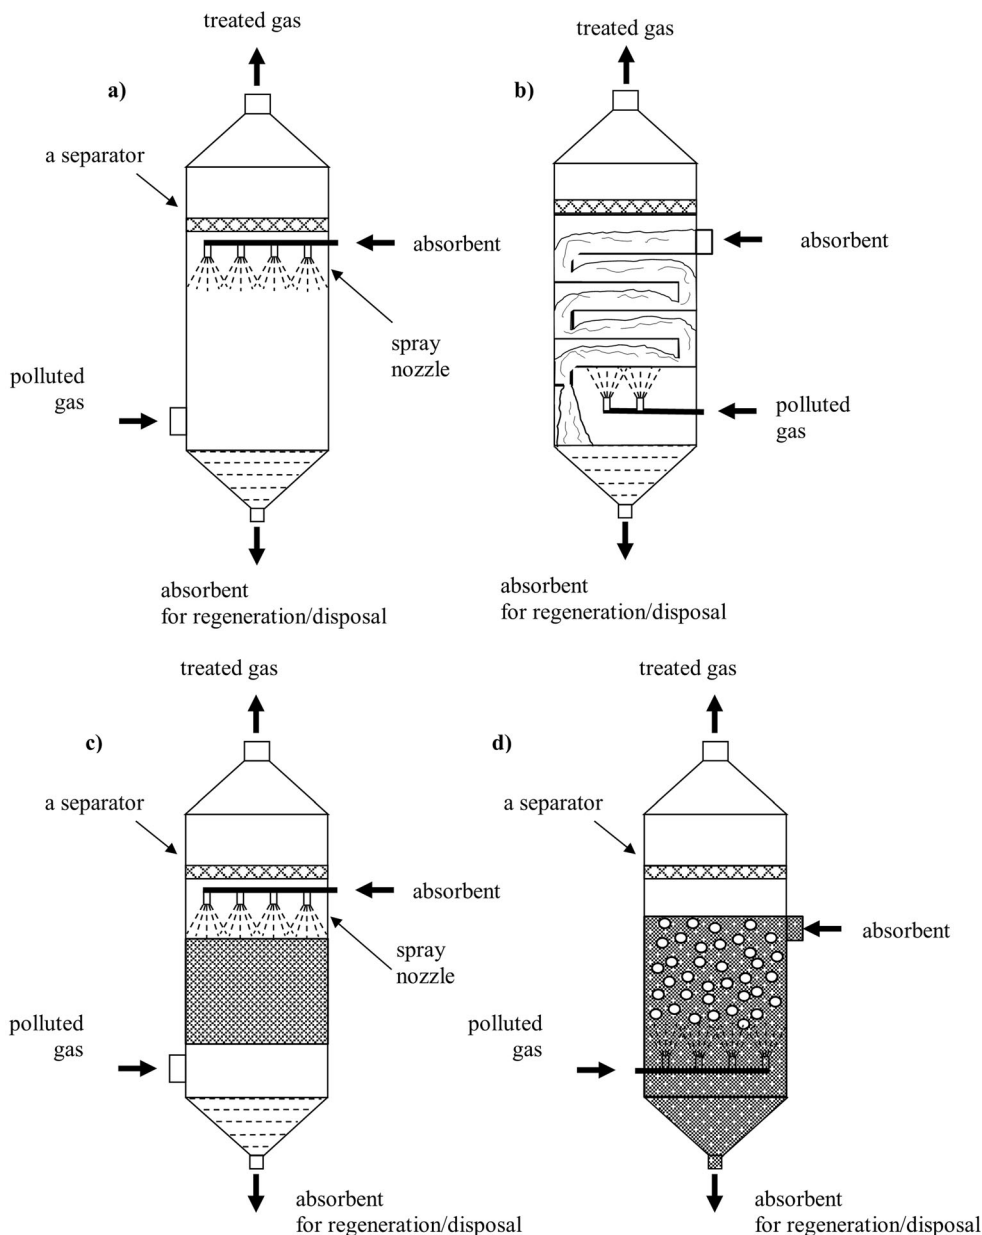 treated gas
a)
a separator
absorbent
spray
nozzle
polluted
gas
absorbent
for regeneration/disposal
treated gas
b)
absorbent
polluted
gas
absorbent
for regeneration/disposal
treated gas
c)
a separator
absorbent
spray
nozzle
polluted
gas
absorbent
for regeneration/disposal
treated gas
d)
a separator
absorbent
polluted
gas
absorbent
for regeneration/disposal